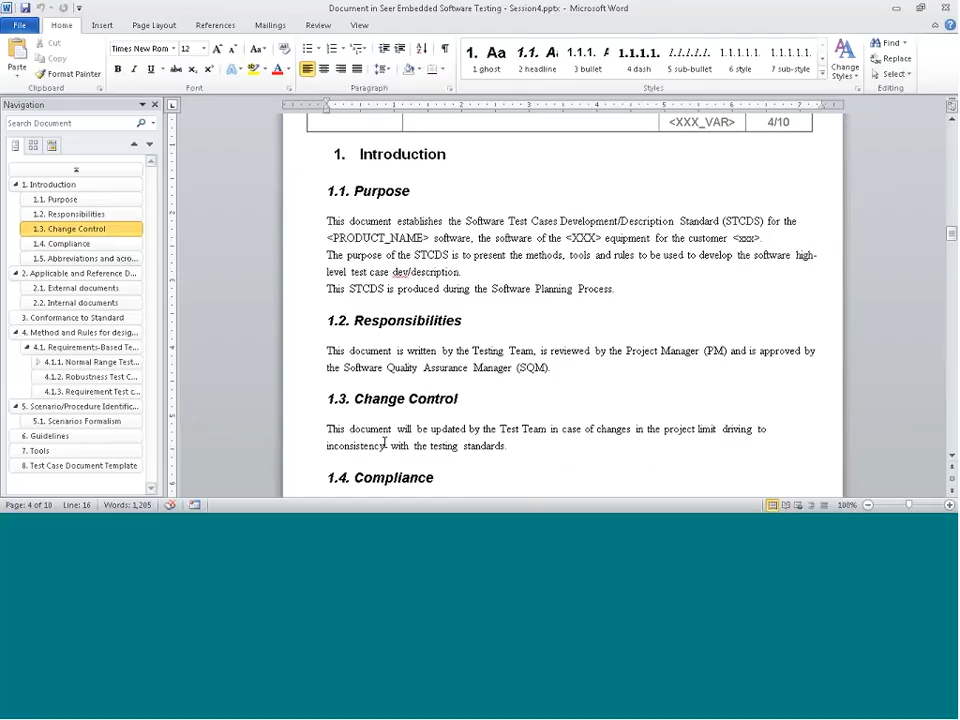 Document in Seer Embedded Software Testing - Session4.pptx - Microsoft Word
File Home Insert Page Layout References Mailings Review View
Paste
Cut
Copy
Format Painter
Clipboard
Times New Rom 12
B I U abc
Font
Paragraph
1. Aa
1 ghost
1.1. A
2 headline
1.1.1. A
3 bullet
1.1.1.1.
4 dash
1.1.1.1.1.
5 sub-bullet
1.1.1.1.1.
6 style
1.1.1.1.1.
7 sub-style
Styles
Change Styles
Find
Replace
Select
Editing
Navigation
Search Document
1. Introduction
1.1. Purpose
1.2. Responsibilities
1.3. Change Control
1.4. Compliance
1.5. Abbreviations and acro...
2. Applicable and Reference D...
2.1. External documents
2.2. Internal documents
3. Conformance to Standard
4. Method and Rules for desig...
4.1. Requirements-Based Te...
4.1.1. Normal Range Test...
4.1.2. Robustness Test C...
4.1.3. Requirement Test c...
5. Scenario/Procedure Identific...
5.1. Scenarios Formalism
6. Guidelines
7. Tools
8. Test Case Document Template
<XXX_VAR> 4/10
1. Introduction
1.1. Purpose
This document establishes the Software Test Cases Development/Description Standard (STCDS) for the
<PRODUCT_NAME> software, the software of the <XXX> equipment for the customer <xxx>.
The purpose of the STCDS is to present the methods, tools and rules to be used to develop the software high-
level test case dev/description.
This STCDS is produced during the Software Planning Process.
1.2. Responsibilities
This document is written by the Testing Team, is reviewed by the Project Manager (PM) and is approved by
the Software Quality Assurance Manager (SQM).
1.3. Change Control
This document will be updated by the Test Team in case of changes in the project limit driving to
inconsistency with the testing standards.
1.4. Compliance
Page: 4 of 10 Line: 16 Words: 1,205
100%